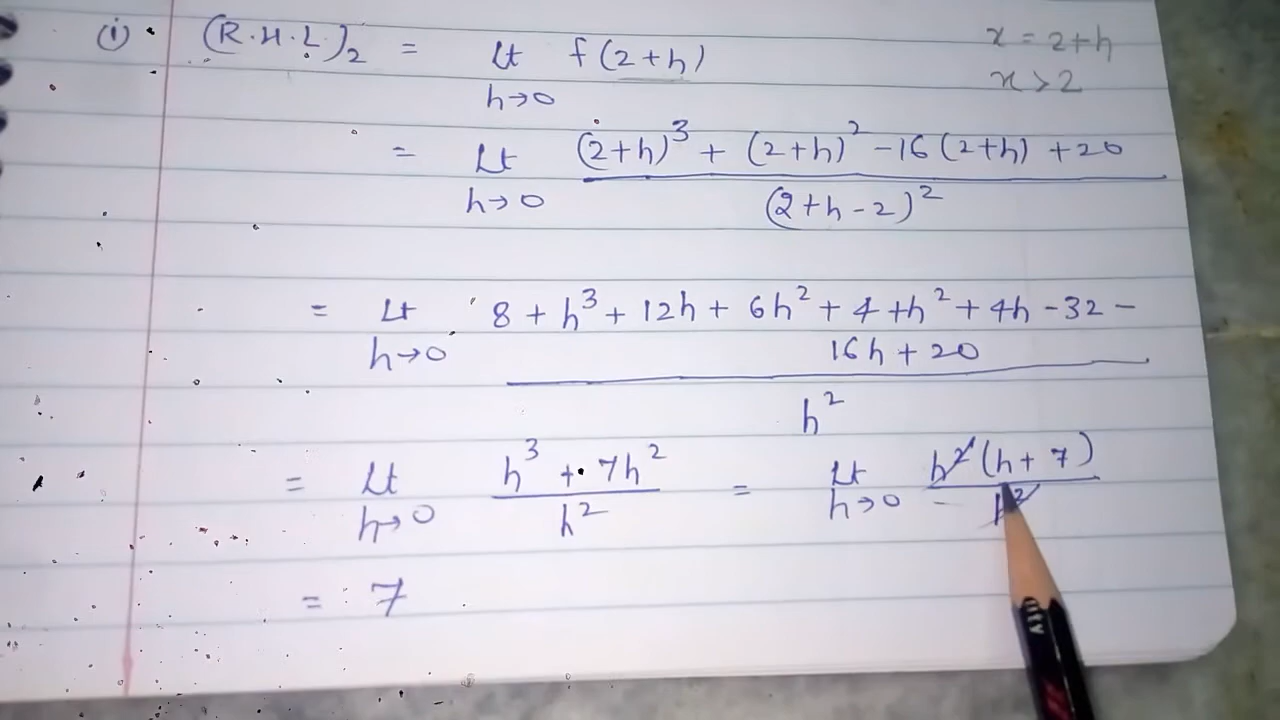 (i) (R.H.L)₂ = Lt h→0 f(2+h) x = 2+h
x > 2
= Lt h→0 (2+h)³ + (2+h)² -16(2+h) +20 / (2+h-2)²
= Lt h→0 8 + h³ + 12h + 6h² + 4 + h² + 4h - 32 - 16h + 20 / h²
= Lt h→0 h³ + 7h² / h² = Lt h→0 h²(h+7) / h²
= 7